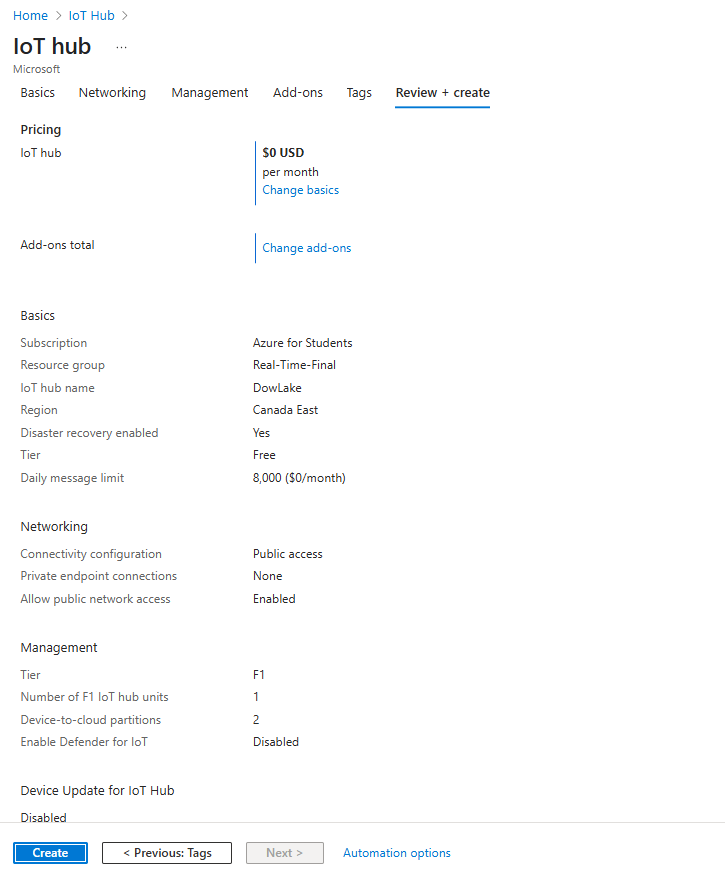 Home > IoT Hub >
IoT hub ...
Microsoft
Basics Networking Management Add-ons Tags Review + create
Pricing
IoT hub $0 USD
per month
Change basics
Add-ons total Change add-ons
Basics
Subscription Azure for Students
Resource group Real-Time-Final
IoT hub name DowLake
Region Canada East
Disaster recovery enabled Yes
Tier Free
Daily message limit 8,000 ($0/month)
Networking
Connectivity configuration Public access
Private endpoint connections None
Allow public network access Enabled
Management
Tier F1
Number of F1 IoT hub units 1
Device-to-cloud partitions 2
Enable Defender for IoT Disabled
Device Update for IoT Hub
Disabled
Create < Previous: Tags Next > Automation options